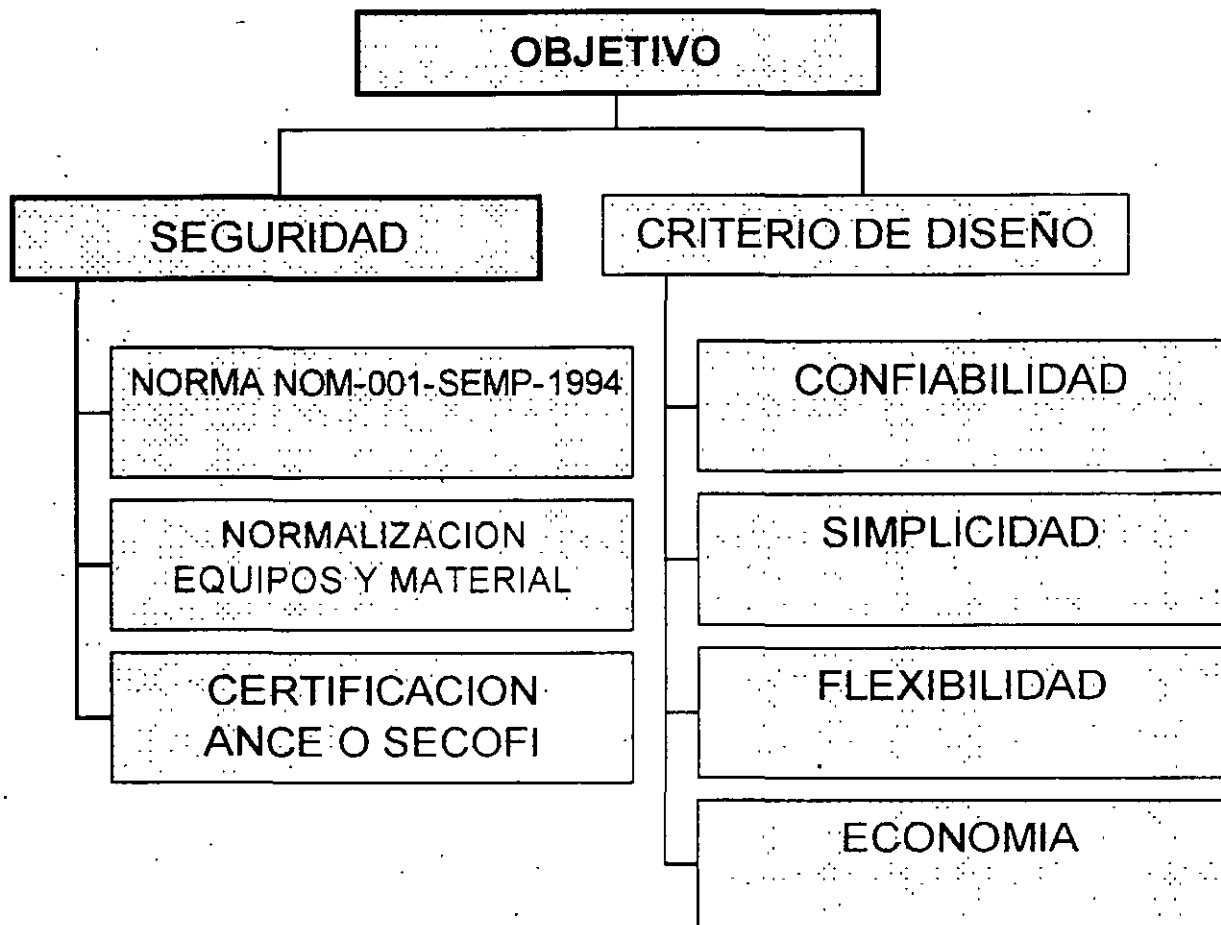 OBJETIVO
SEGURIDAD
NORMA NOM-001-SEMP-1994
NORMALIZACION
EQUIPOS Y MATERIAL
CERTIFICACION
ANCE O SECOFI
CRITERIO DE DISEÑO
CONFIABILIDAD
SIMPLICIDAD
FLEXIBILIDAD
ECONOMIA